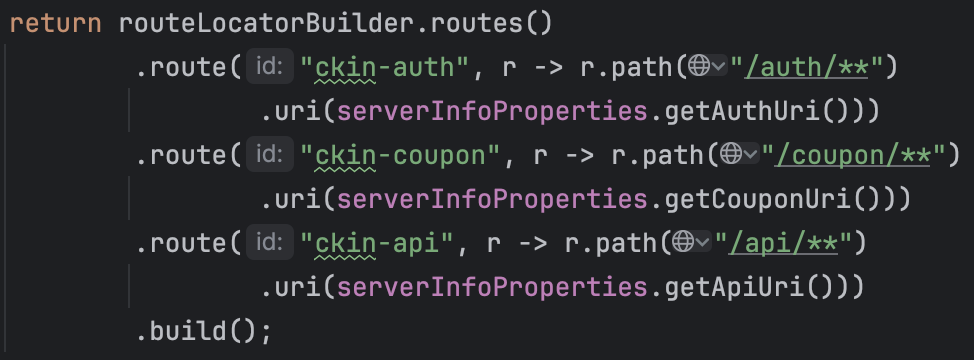 return routeLocatorBuilder.routes()
.route( id: "ckin-auth", r -> r.path("/auth/**")
.uri(serverInfoProperties.getAuthUri()))
.route( id: "ckin-coupon", r -> r.path("/coupon/**")
.uri(serverInfoProperties.getCouponUri()))
.route( id: "ckin-api", r -> r.path("/api/**")
.uri(serverInfoProperties.getApiUri()))
.build();